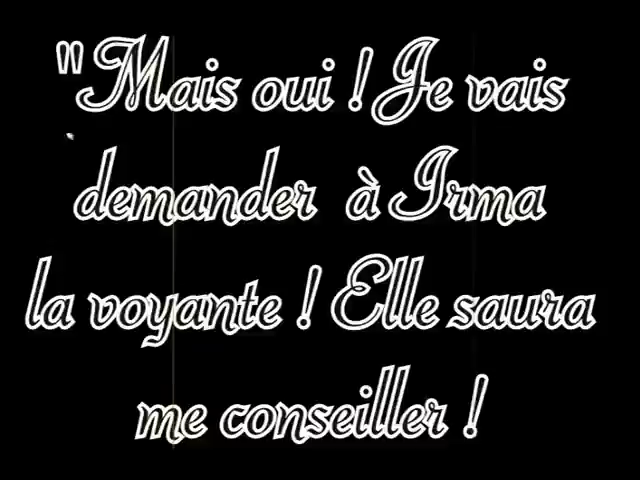 "Mais oui ! Je vais
demander à Irma
la voyante ! Elle saura
me conseiller !